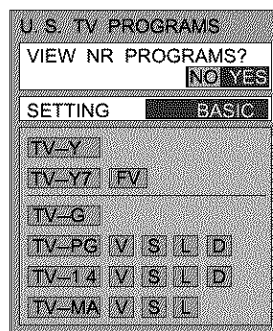 U. S. TV PROGRAMS
VIEW NR PROGRAMS?
NO YES
SETTING BASIC
TV–Y
TV–Y7 FV
TV–G
TV–PG V S L D
TV–14 V S L D
TV–MA V S L